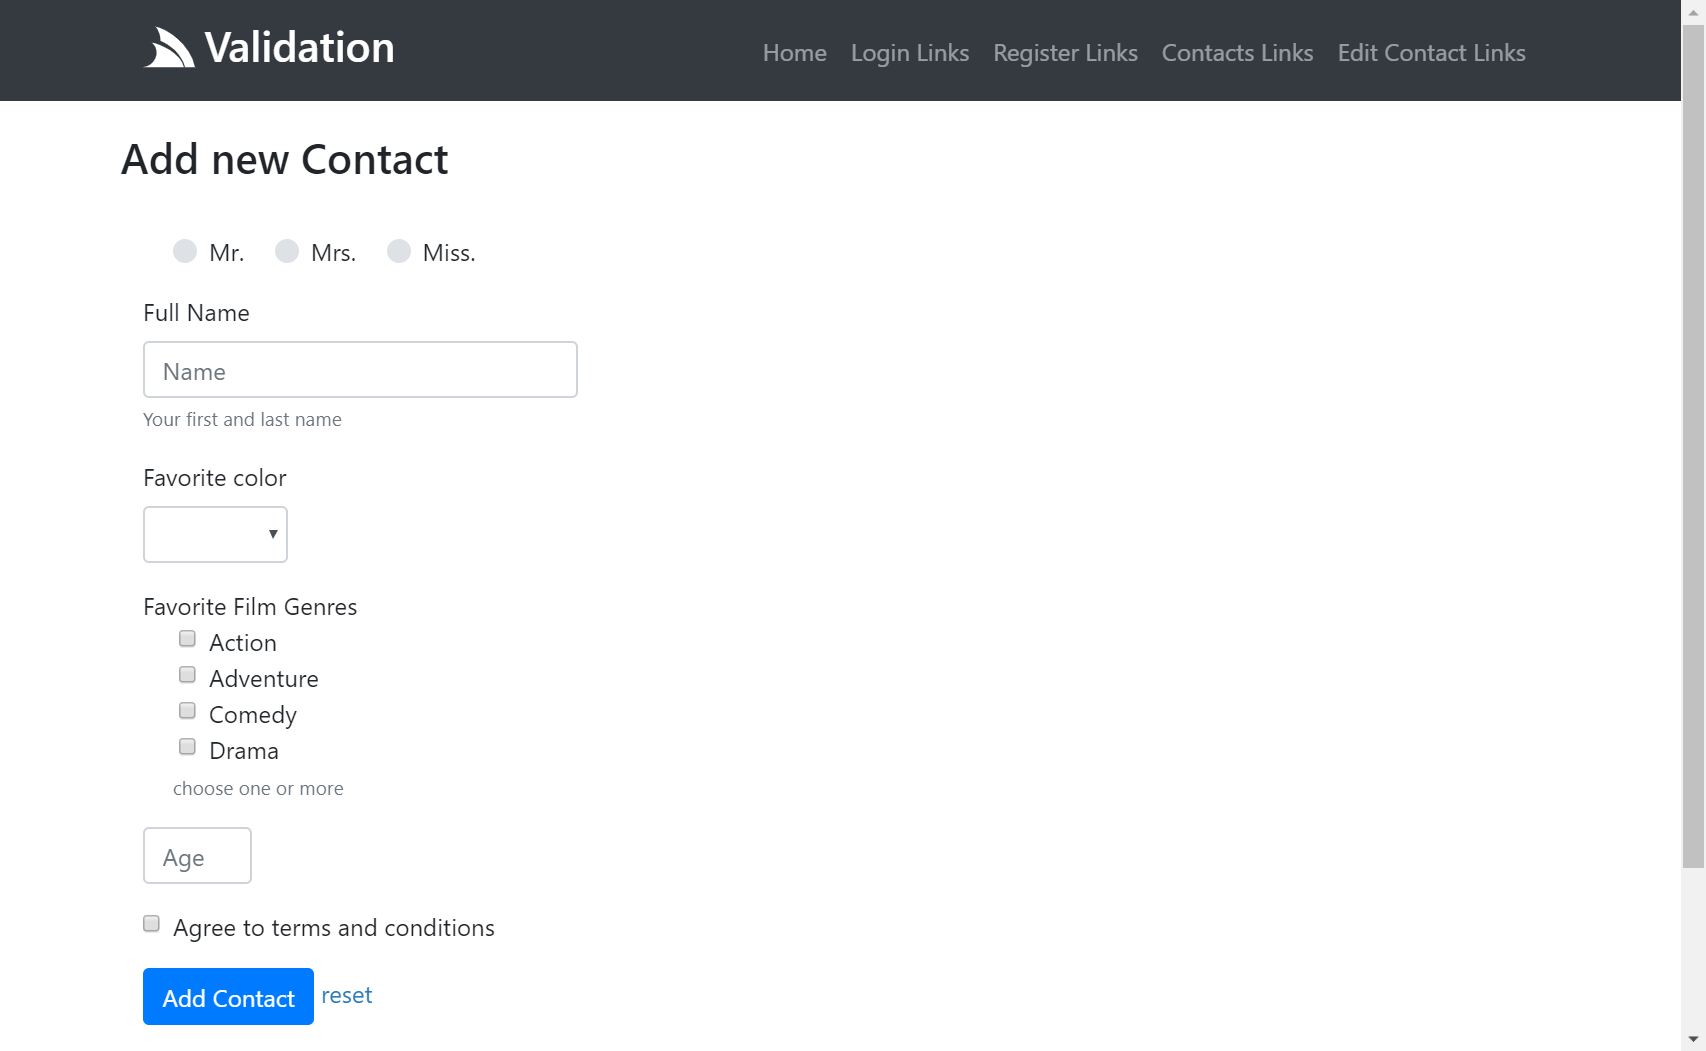 Validation Home Login Links Register Links Contacts Links Edit Contact Links
Add new Contact
Mr. Mrs. Miss.
Full Name
Name
Your first and last name
Favorite color
Favorite Film Genres
Action
Adventure
Comedy
Drama
choose one or more
Age
Agree to terms and conditions
Add Contact reset